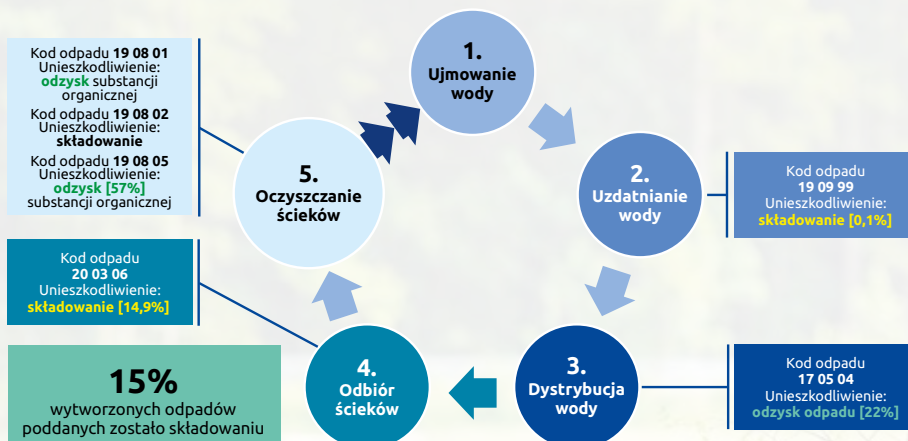 Kod odpadu 19 08 01
Unieszkodliwienie:
odzysk substancji
organicznej
Kod odpadu 19 08 02
Unieszkodliwienie:
składowanie
Kod odpadu 19 08 05
Unieszkodliwienie:
odzysk [57%]
substancji organicznej
1.
Ujmowanie
wody
2.
Uzdatnianie
wody
Kod odpadu
19 09 99
Unieszkodliwienie:
składowanie [0,1%]
3.
Dystrybucja
wody
Kod odpadu
17 05 04
Unieszkodliwienie:
odzysk odpadu [22%]
4.
Odbiór
ścieków
Kod odpadu
20 03 06
Unieszkodliwienie:
składowanie [14,9%]
5.
Oczyszczanie
ścieków
15%
wytworzonych odpadów
poddanych zostało składowaniu